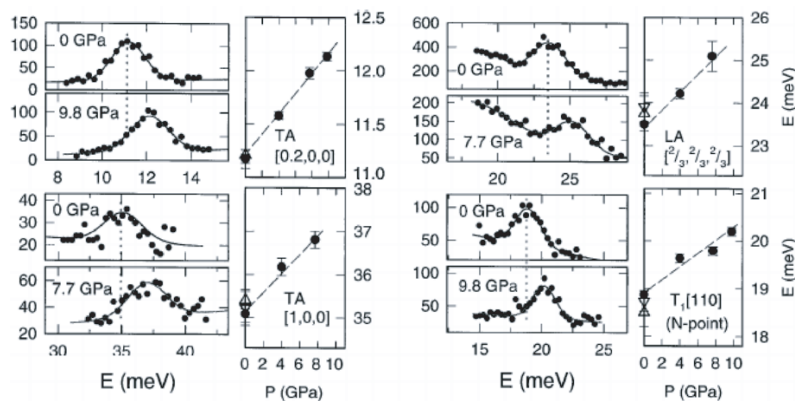 150
0 GPa
100
50
0
9.8 GPa
100
50
0
8 10 12 14
12.5
12.0
11.5
11.0
TA
[0.2,0,0]
40
0 GPa
30
20
60
7.7 GPa
40
20
30 35 40
E (meV)
38
37
36
35
TA
[1,0,0]
0 2 4 6 8 10
P (GPa)
600
400
0 GPa
200
0
200
150
100
7.7 GPa
50
20 25
26
25
24
23
E (meV)
LA
[²/₃,²/₃,²/₃]
0 GPa
100
50
9.8 GPa
100
50
15 20 25
E (meV)
21
20
19
18
E (meV)
T₁[110]
(N-point)
0 2 4 6 8 10
P (GPa)